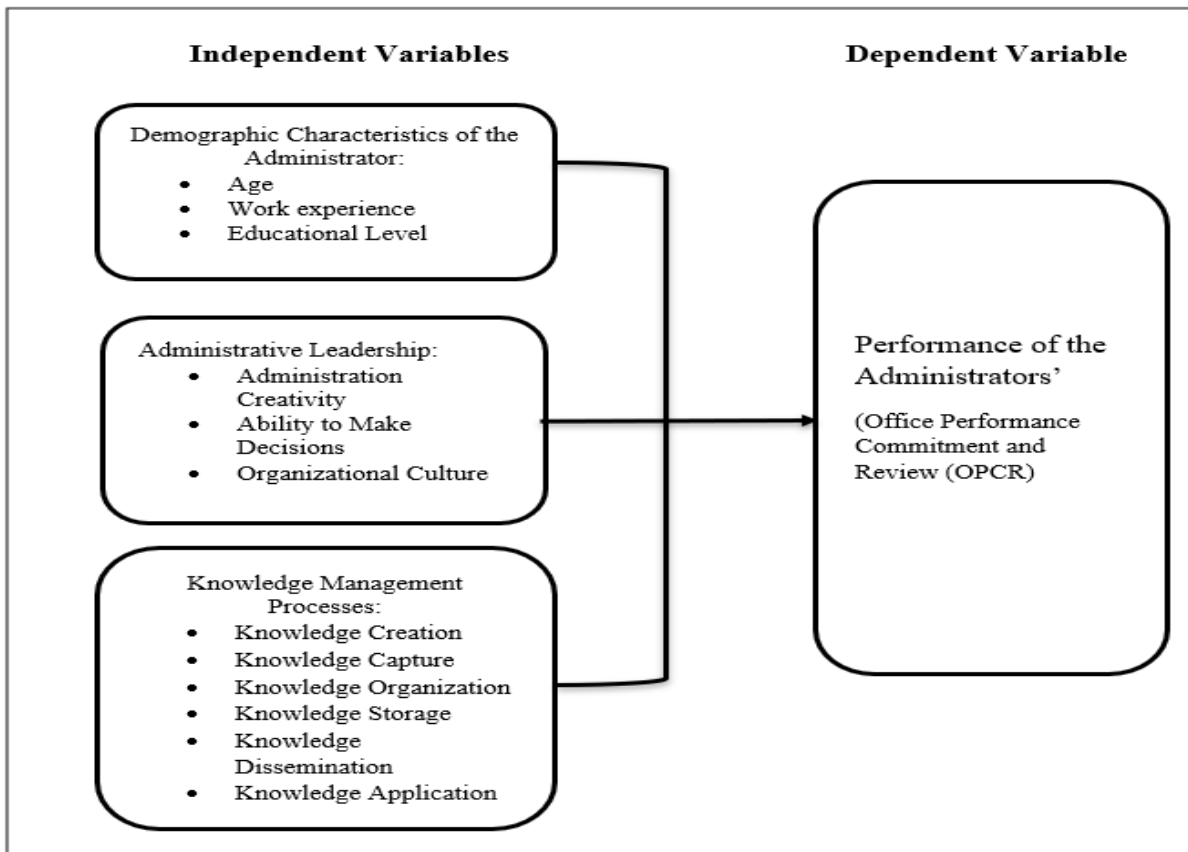 Independent Variables
Demographic Characteristics of the
Administrator:
• Age
• Work experience
• Educational Level
Administrative Leadership:
• Administration
Creativity
• Ability to Make
Decisions
• Organizational Culture
Knowledge Management
Processes:
• Knowledge Creation
• Knowledge Capture
• Knowledge Organization
• Knowledge Storage
• Knowledge
Dissemination
• Knowledge Application
Dependent Variable
Performance of the
Administrators’
(Office Performance
Commitment and
Review (OPCR)